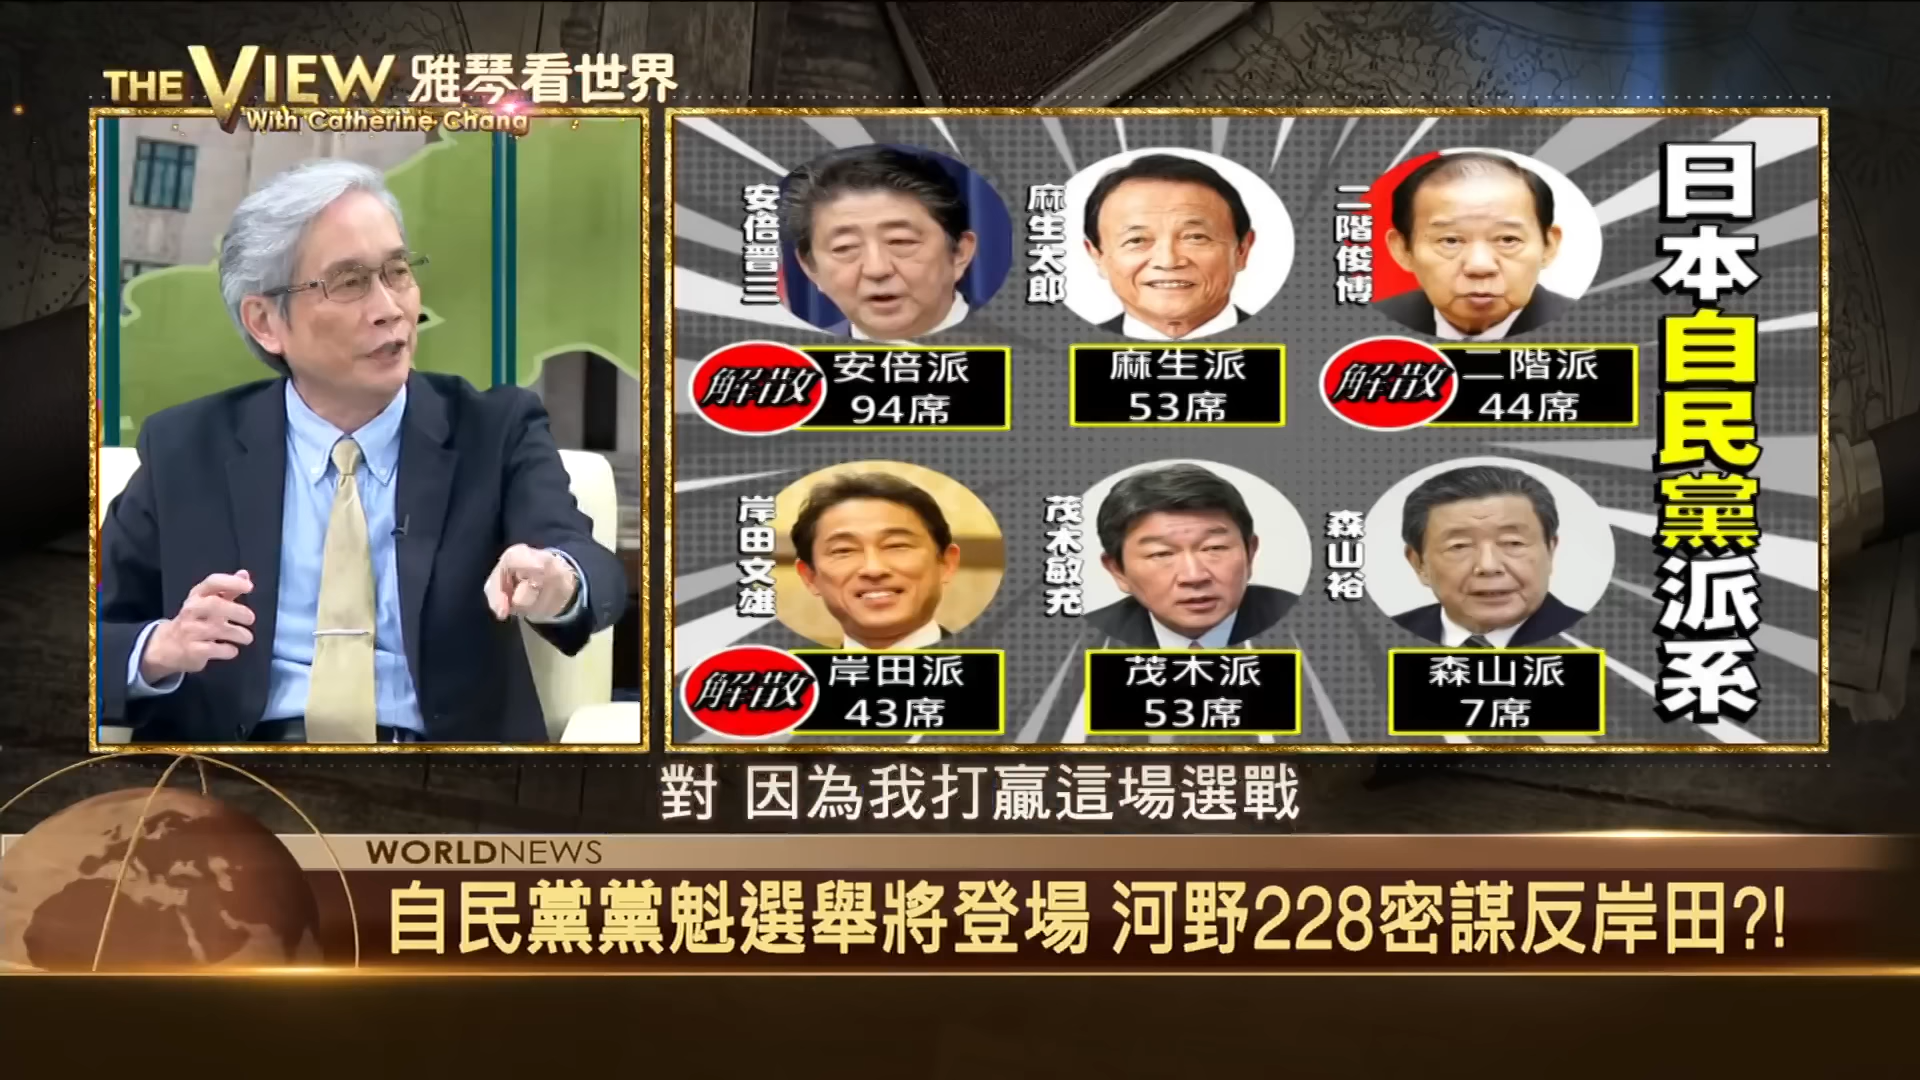 THE VIEW 雅琴看世界
With Catherine Chang
日本自民黨派系
安倍晋三
解散
安倍派
94席
麻生太郎
麻生派
53席
二階俊博
解散
二階派
44席
岸田文雄
解散
岸田派
43席
茂木敏充
茂木派
53席
森山裕
森山派
7席
對 因為我打贏這場選戰
WORLDNEWS
自民黨黨魁選舉將登場 河野228密謀反岸田?!